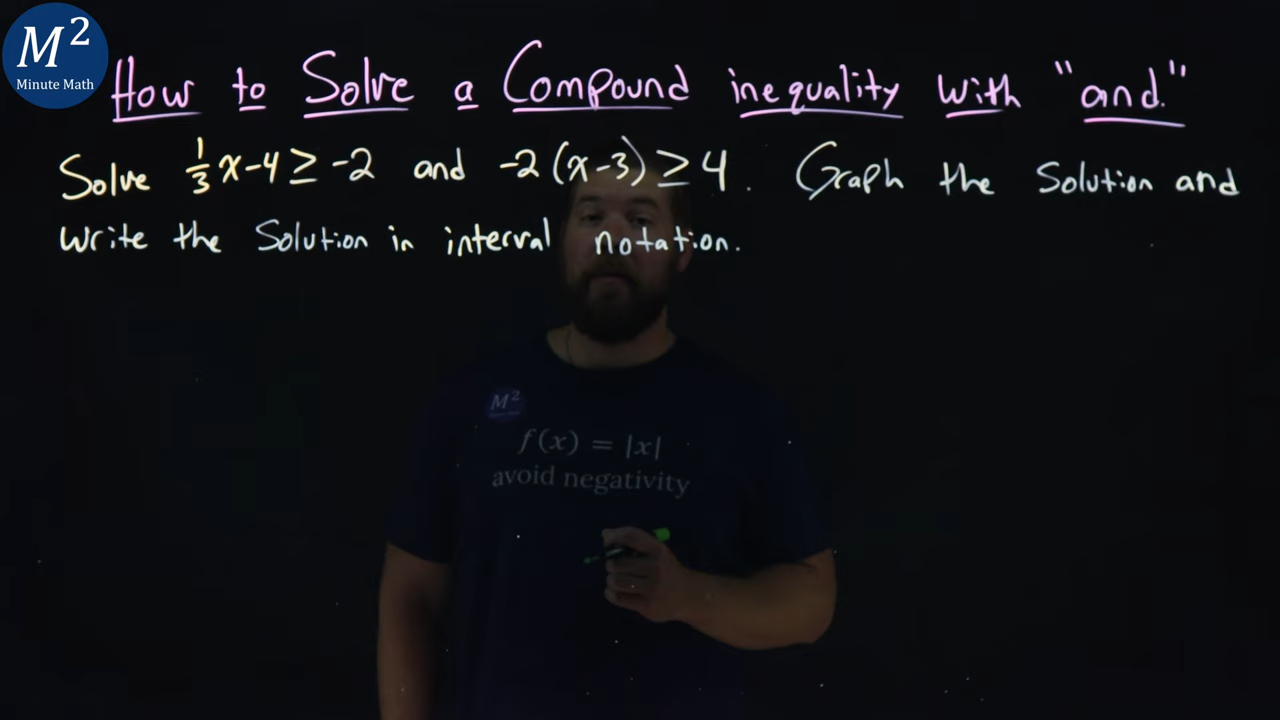 M²
Minute Math
How to Solve a Compound inequality with "and."
Solve 1/3 x-4 ≥ -2 and -2(x-3) ≥ 4. Graph the Solution and
write the Solution in interval notation.
M²
f(x) = |x|
avoid negativity